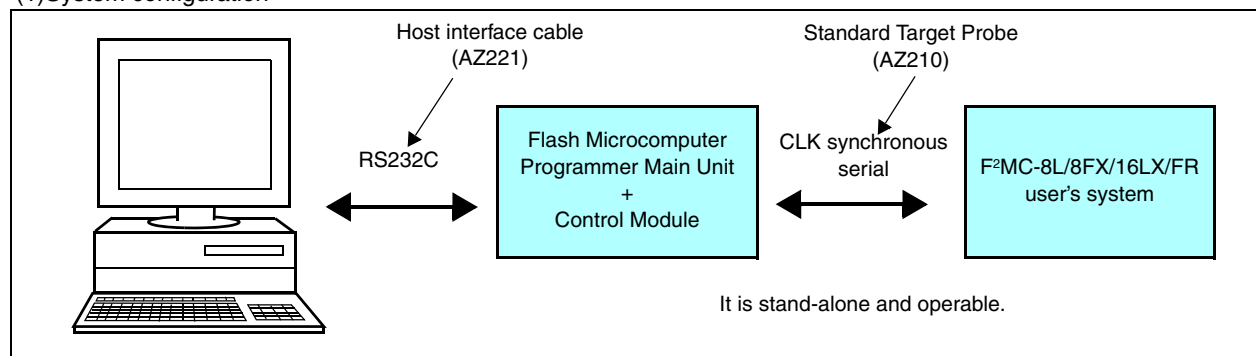 (1)System configuration
Host interface cable
(AZ221)
Standard Target Probe
(AZ210)
RS232C
Flash Microcomputer
Programmer Main Unit
+
Control Module
CLK synchronous
serial
F²MC-8L/8FX/16LX/FR
user's system
It is stand-alone and operable.